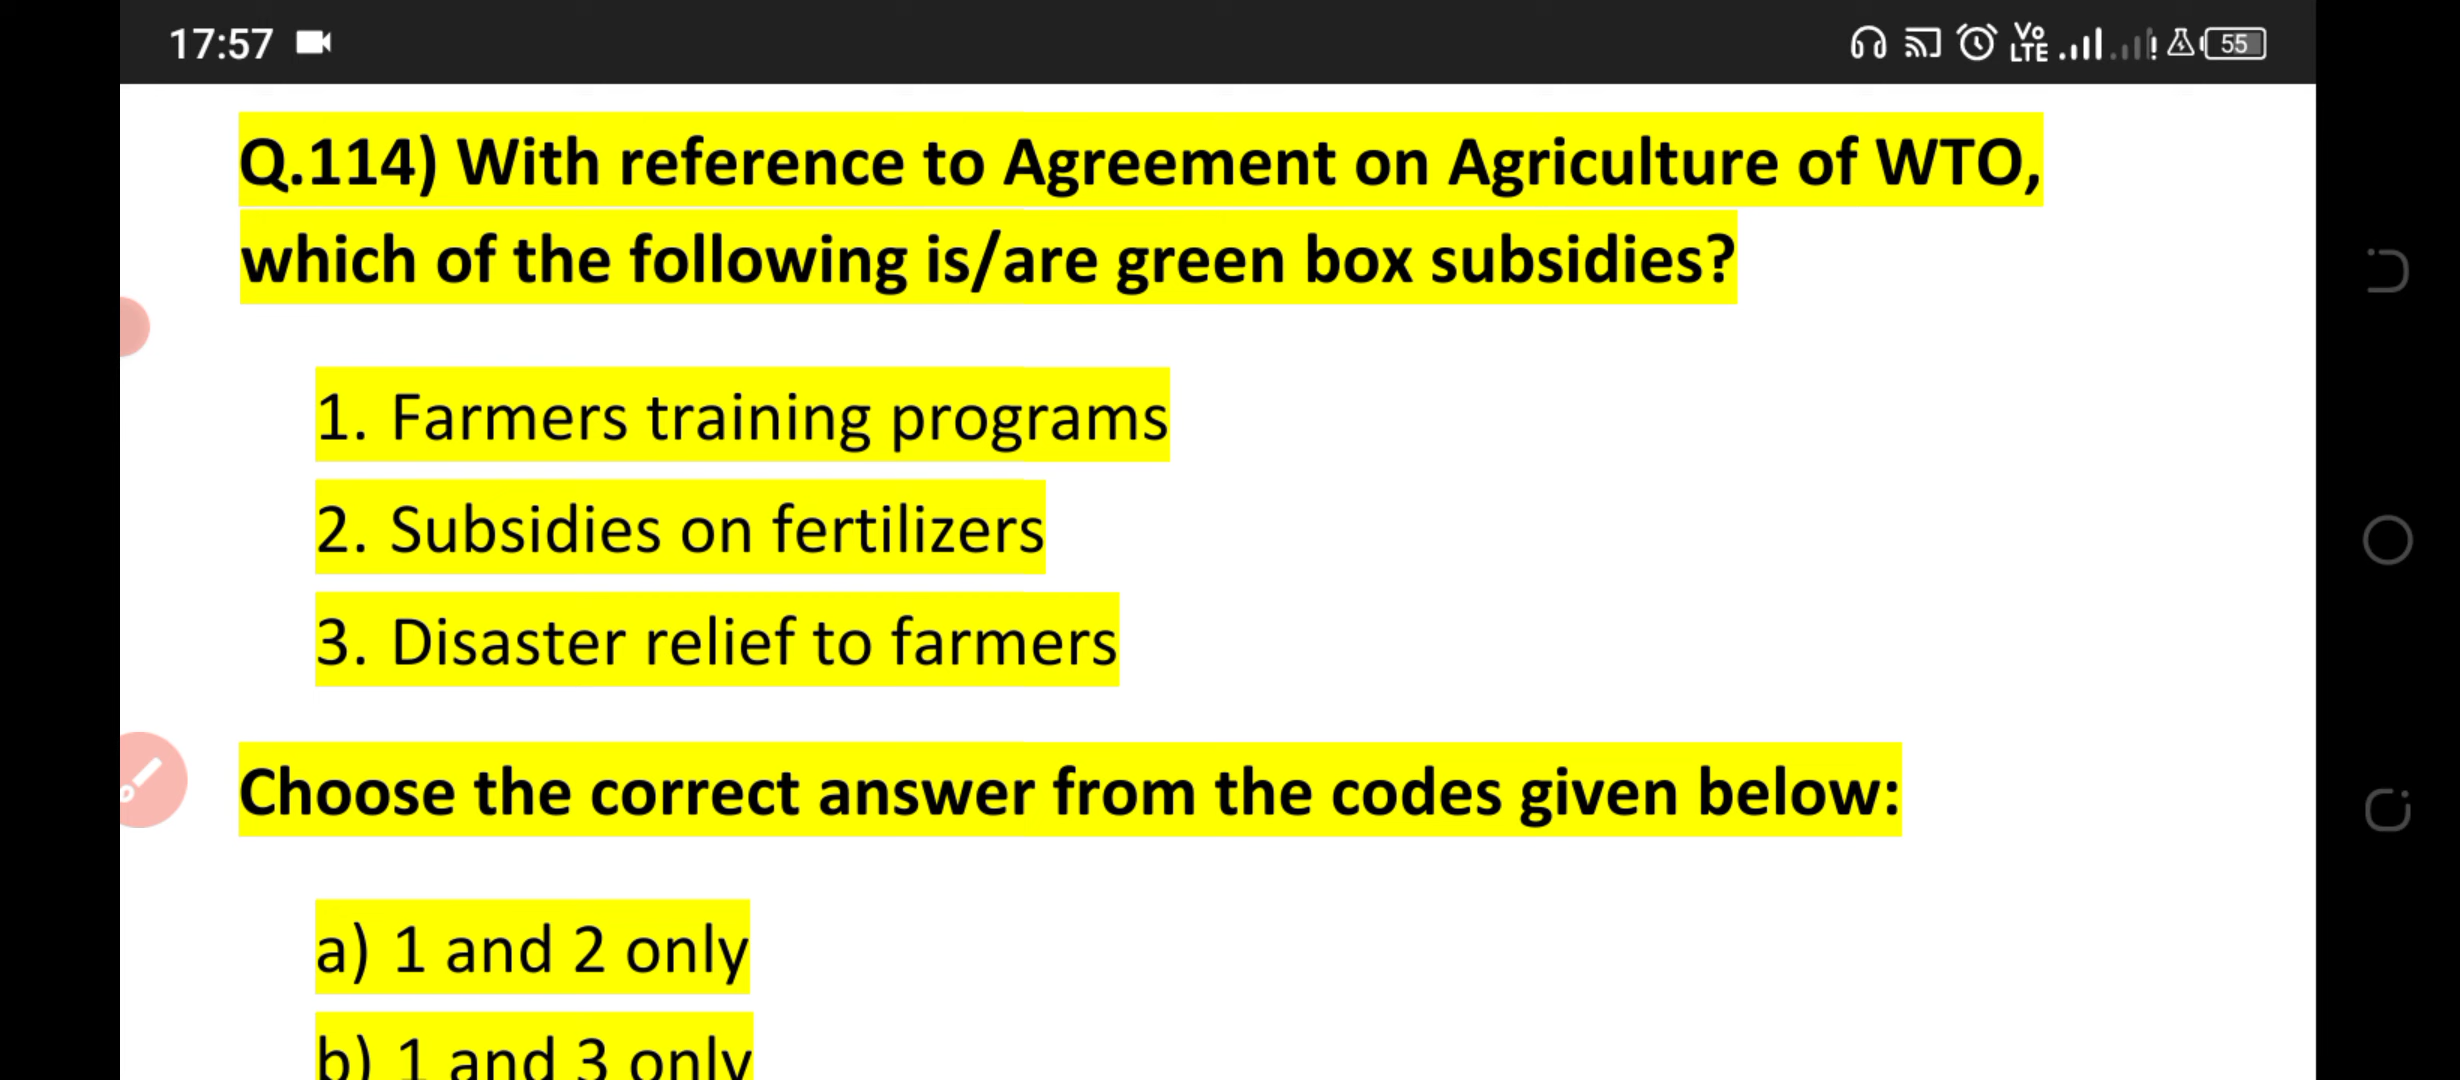 17:57
Vo
LTE
55
Q.114) With reference to Agreement on Agriculture of WTO,
which of the following is/are green box subsidies?
1. Farmers training programs
2. Subsidies on fertilizers
3. Disaster relief to farmers
Choose the correct answer from the codes given below:
a) 1 and 2 only
b) 1 and 3 only